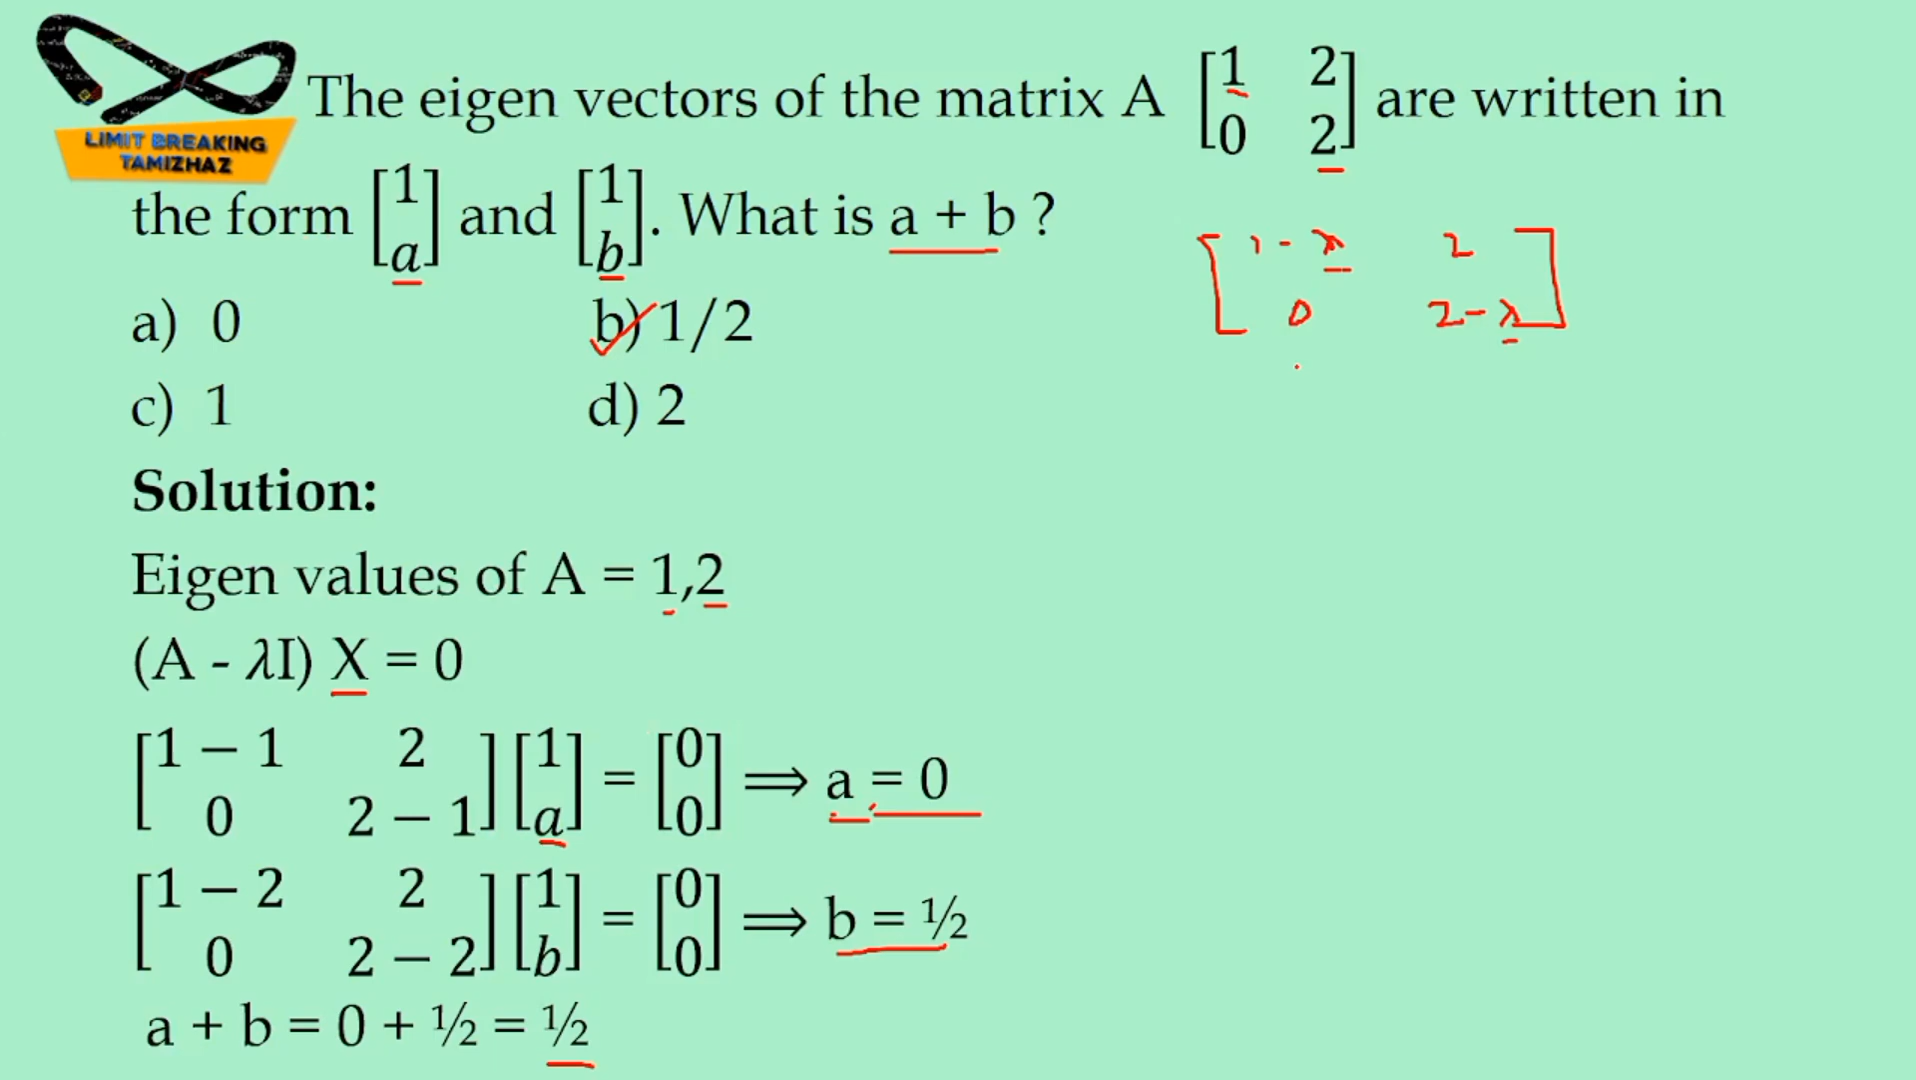 LIMIT BREAKING
TAMIZHAZ
The eigen vectors of the matrix A [1 2; 0 2] are written in
the form [1; a] and [1; b]. What is a + b ?
[1 - λ 2; 0 2 - λ]
a) 0 b) 1/2
c) 1 d) 2
Solution:
Eigen values of A = 1,2
(A - λI) X = 0
[1 − 1 2; 0 2 − 1] [1; a] = [0; 0] ⟹ a = 0
[1 − 2 2; 0 2 − 2] [1; b] = [0; 0] ⟹ b = ½
a + b = 0 + ½ = ½